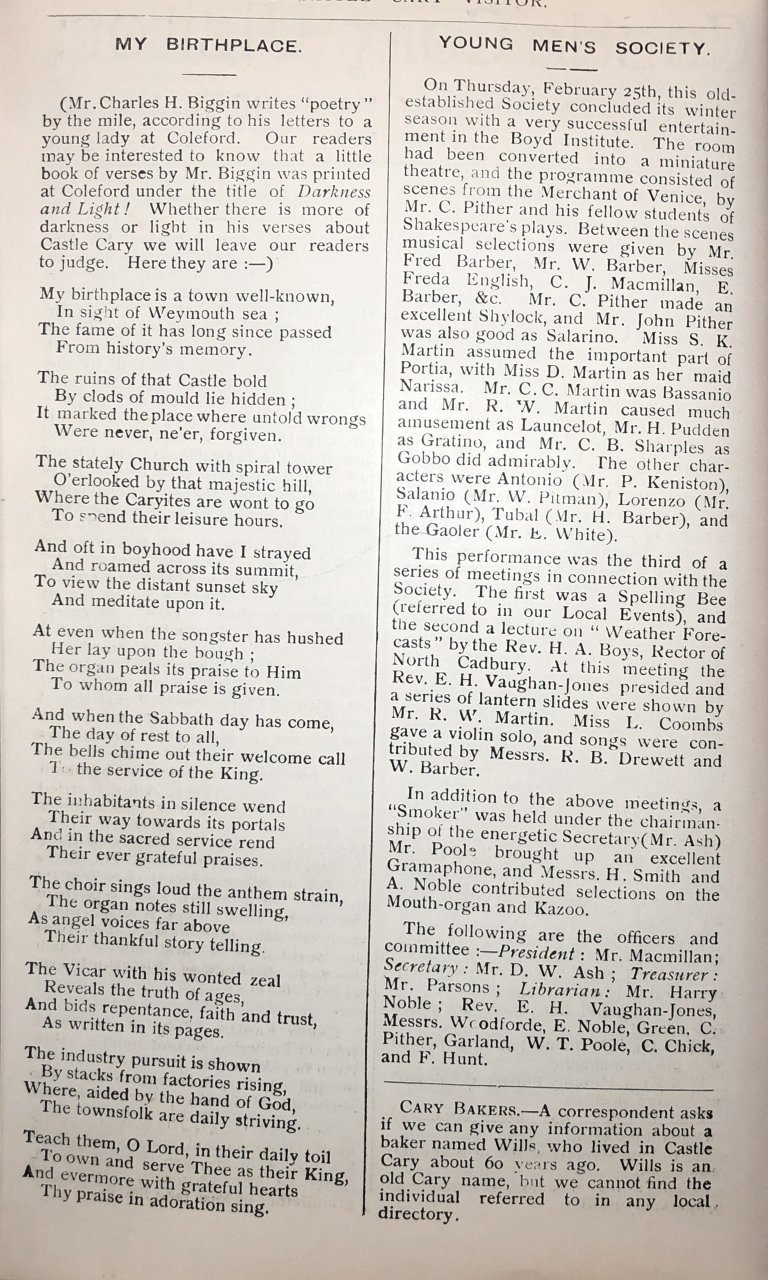 CARY VISITOR.
MY BIRTHPLACE.
(Mr. Charles H. Biggin writes "poetry"
by the mile, according to his letters to a
young lady at Coleford. Our readers
may be interested to know that a little
book of verses by Mr. Biggin was printed
at Coleford under the title of Darkness
and Light! Whether there is more of
darkness or light in his verses about
Castle Cary we will leave our readers
to judge. Here they are :—)
My birthplace is a town well-known,
In sight of Weymouth sea ;
The fame of it has long since passed
From history's memory.
The ruins of that Castle bold
By clods of mould lie hidden ;
It marked the place where untold wrongs
Were never, ne'er, forgiven.
The stately Church with spiral tower
O'erlooked by that majestic hill,
Where the Caryites are wont to go
To spend their leisure hours.
And oft in boyhood have I strayed
And roamed across its summit,
To view the distant sunset sky
And meditate upon it.
At even when the songster has hushed
Her lay upon the bough ;
The organ peals its praise to Him
To whom all praise is given.
And when the Sabbath day has come,
The day of rest to all,
The bells chime out their welcome call
To the service of the King.
The inhabitants in silence wend
Their way towards its portals
And in the sacred service rend
Their ever grateful praises.
The choir sings loud the anthem strain,
The organ notes still swelling,
As angel voices far above
Their thankful story telling.
The Vicar with his wonted zeal
Reveals the truth of ages,
And bids repentance, faith and trust,
As written in its pages.
The industry pursuit is shown
By stacks from factories rising,
Where, aided by the hand of God,
The townsfolk are daily striving.
Teach them, O Lord, in their daily toil
To own and serve Thee as their King,
And evermore with grateful hearts
Thy praise in adoration sing.
YOUNG MEN'S SOCIETY.
On Thursday, February 25th, this old-
established Society concluded its winter
season with a very successful entertain-
ment in the Boyd Institute. The room
had been converted into a miniature
theatre, and the programme consisted of
scenes from the Merchant of Venice, by
Mr. C. Pither and his fellow students of
Shakespeare's plays. Between the scenes
musical selections were given by Mr.
Fred Barber, Mr. W. Barber, Misses
Freda English, C. J. Macmillan, E.
Barber, &c. Mr. C. Pither made an
excellent Shylock, and Mr. John Pither
was also good as Salarino. Miss S. K.
Martin assumed the important part of
Portia, with Miss D. Martin as her maid
Narissa. Mr. C. C. Martin was Bassanio
and Mr. R. W. Martin caused much
amusement as Launcelot, Mr. H. Pudden
as Gratino, and Mr. C. B. Sharples as
Gobbo did admirably. The other char-
acters were Antonio (Mr. P. Keniston),
Salanio (Mr. W. Pitman), Lorenzo (Mr.
F. Arthur), Tubal (Mr. H. Barber), and
the Gaoler (Mr. E. White).
This performance was the third of a
series of meetings in connection with the
Society. The first was a Spelling Bee
(referred to in our Local Events), and
the second a lecture on " Weather Fore-
casts " by the Rev. H. A. Boys, Rector of
North Cadbury. At this meeting the
Rev. E. H. Vaughan-Jones presided and
a series of lantern slides were shown by
Mr. R. W. Martin. Miss L. Coombs
gave a violin solo, and songs were con-
tributed by Messrs. R. B. Drewett and
W. Barber.
In addition to the above meetings, a
"Smoker" was held under the chairman-
ship of the energetic Secretary (Mr. Ash)
Mr. Poole brought up an excellent
Gramaphone, and Messrs. H. Smith and
A. Noble contributed selections on the
Mouth-organ and Kazoo.
The following are the officers and
committee :—President : Mr. Macmillan;
Secretary : Mr. D. W. Ash ; Treasurer :
Mr. Parsons ; Librarian : Mr. Harry
Noble ; Rev. E. H. Vaughan-Jones,
Messrs. Woodforde, E. Noble, Green, C.
Pither, Garland, W. T. Poole, C. Chick,
and F. Hunt.
CARY BAKERS.—A correspondent asks
if we can give any information about a
baker named Wills, who lived in Castle
Cary about 60 years ago. Wills is an
old Cary name, but we cannot find the
individual referred to in any local
directory.